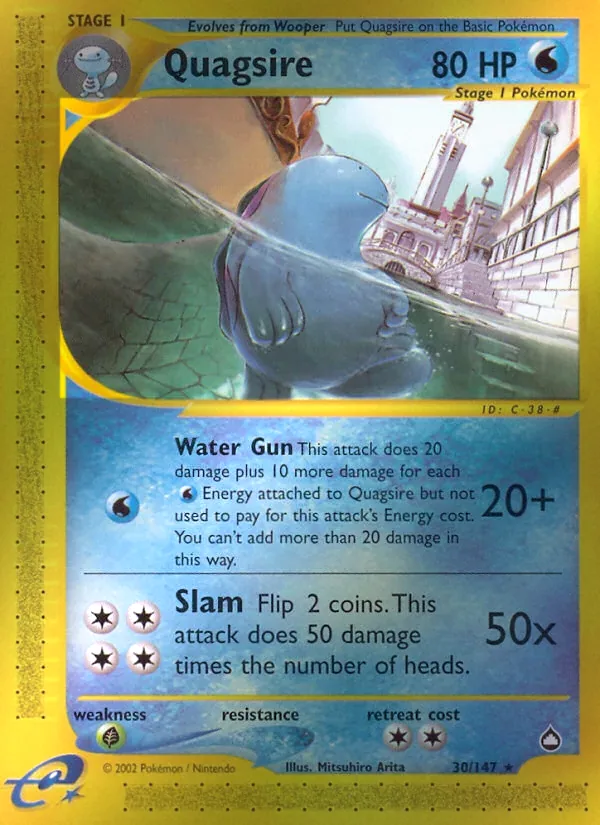 STAGE 1
Evolves from Wooper Put Quagsire on the Basic Pokémon
Quagsire 80 HP
Stage 1 Pokémon
ID: C-38-#
Water Gun This attack does 20
damage plus 10 more damage for each
Energy attached to Quagsire but not
used to pay for this attack's Energy cost.
You can't add more than 20 damage in
this way.
20+
Slam Flip 2 coins. This
attack does 50 damage
times the number of heads.
50x
weakness resistance retreat cost
© 2002 Pokémon / Nintendo Illus. Mitsuhiro Arita 30/147 ★
e